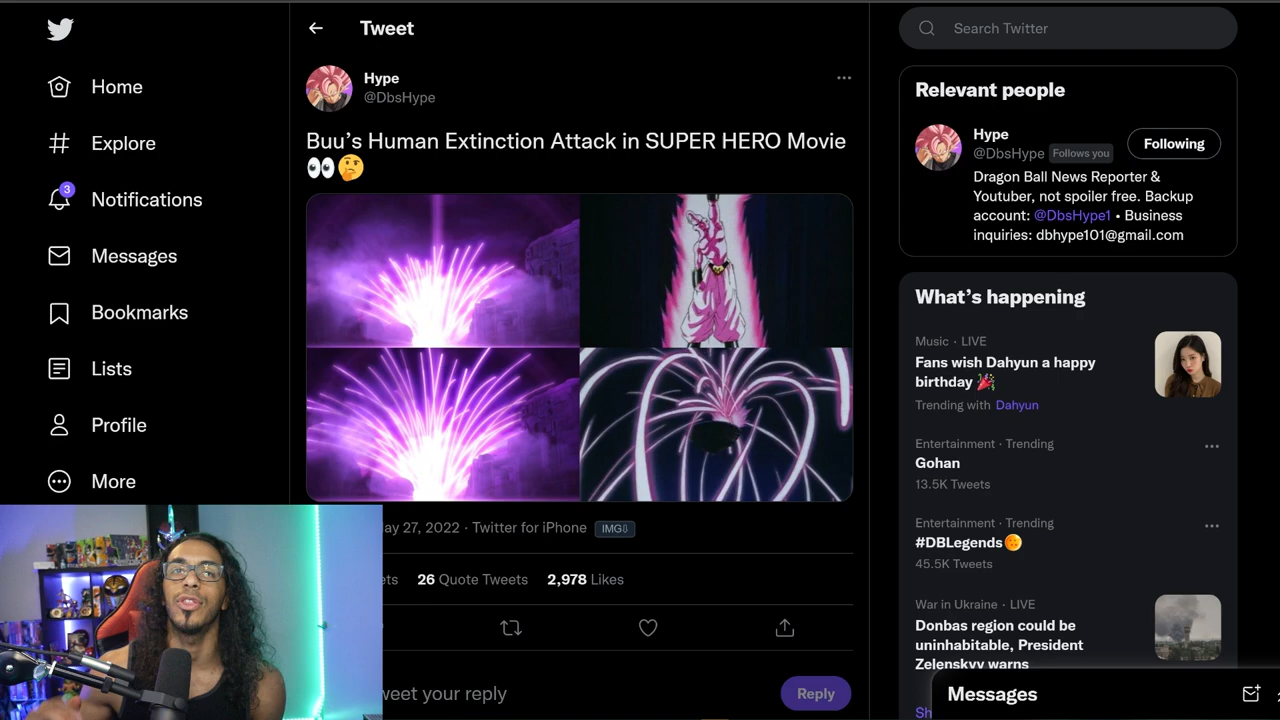 Tweet
Search Twitter
Home
Explore
3
Notifications
Messages
Bookmarks
Lists
Profile
More
Hype
@DbsHype
Buu’s Human Extinction Attack in SUPER HERO Movie
👀🤔
27, 2022 · Twitter for iPhone
26 Quote Tweets 2,978 Likes
your reply
Reply
Relevant people
Hype
@DbsHype Follows you
Following
Dragon Ball News Reporter &
Youtuber, not spoiler free. Backup
account: @DbsHype1 • Business
inquiries: dbhype101@gmail.com
What’s happening
Music · LIVE
Fans wish Dahyun a happy
birthday 🎉
Trending with Dahyun
Entertainment · Trending
Gohan
13.5K Tweets
Entertainment · Trending
#DBLegends
45.5K Tweets
War in Ukraine · LIVE
Donbas region could be
uninhabitable, President
Zelenskyy warns
Messages